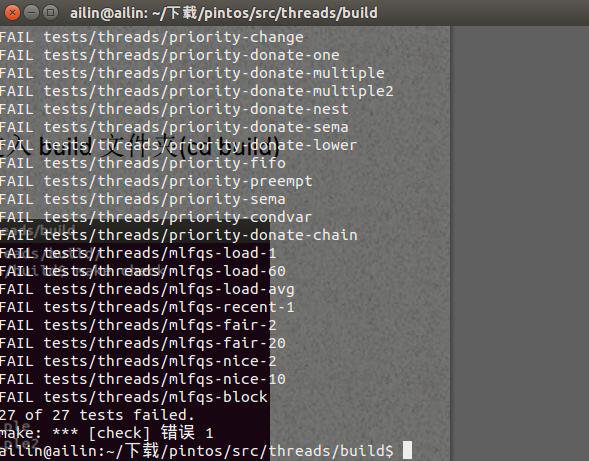 ailin@ailin: ~/下载/pintos/src/threads/build
FAIL tests/threads/priority-change
FAIL tests/threads/priority-donate-one
FAIL tests/threads/priority-donate-multiple
FAIL tests/threads/priority-donate-multiple2
FAIL tests/threads/priority-donate-nest
FAIL tests/threads/priority-donate-sema
FAIL tests/threads/priority-donate-lower
入 build 文件夹(cd build)
FAIL tests/threads/priority-fifo
FAIL tests/threads/priority-preempt
FAIL tests/threads/priority-sema
FAIL tests/threads/priority-condvar
FAIL tests/threads/priority-donate-chain
FAIL tests/threads/mlfqs-load-1
FAIL tests/threads/mlfqs-load-60
FAIL tests/threads/mlfqs-load-avg
FAIL tests/threads/mlfqs-recent-1
FAIL tests/threads/mlfqs-fair-2
FAIL tests/threads/mlfqs-fair-20
FAIL tests/threads/mlfqs-nice-2
FAIL tests/threads/mlfqs-nice-10
FAIL tests/threads/mlfqs-block
27 of 27 tests failed.
make: *** [check] 错误 1
ailin@ailin:~/下载/pintos/src/threads/build$